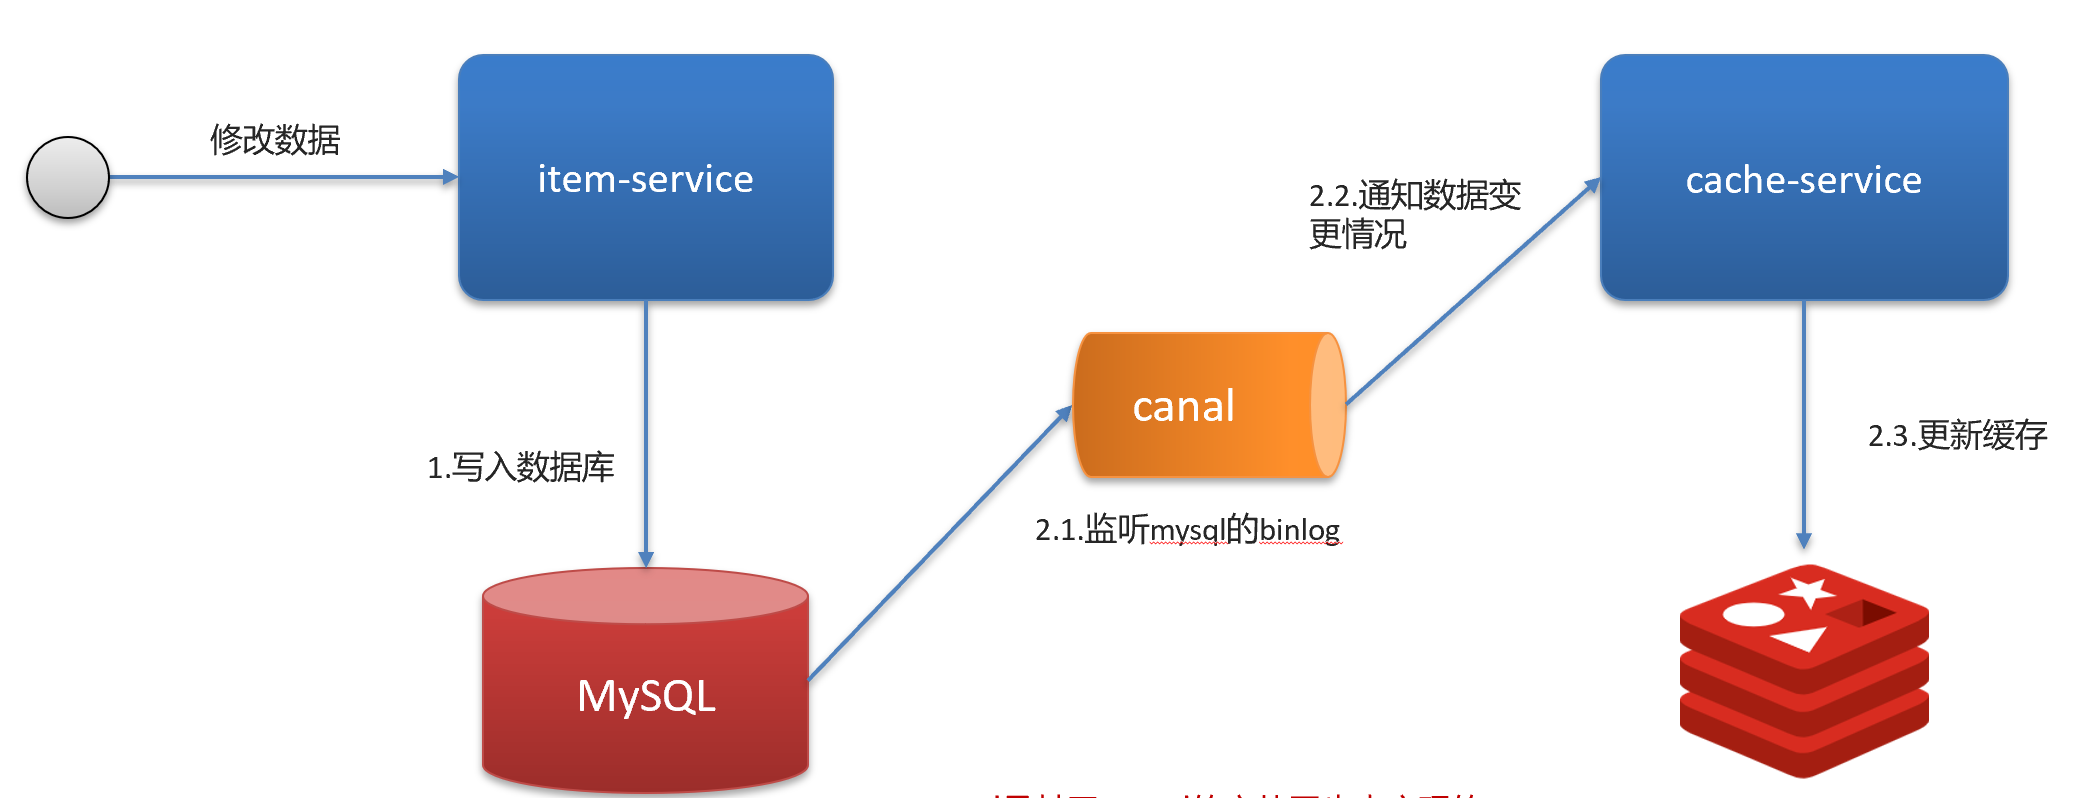 修改数据
item-service
cache-service
2.2.通知数据变
更情况
canal
1.写入数据库
2.3.更新缓存
2.1.监听mysql的binlog
MySQL